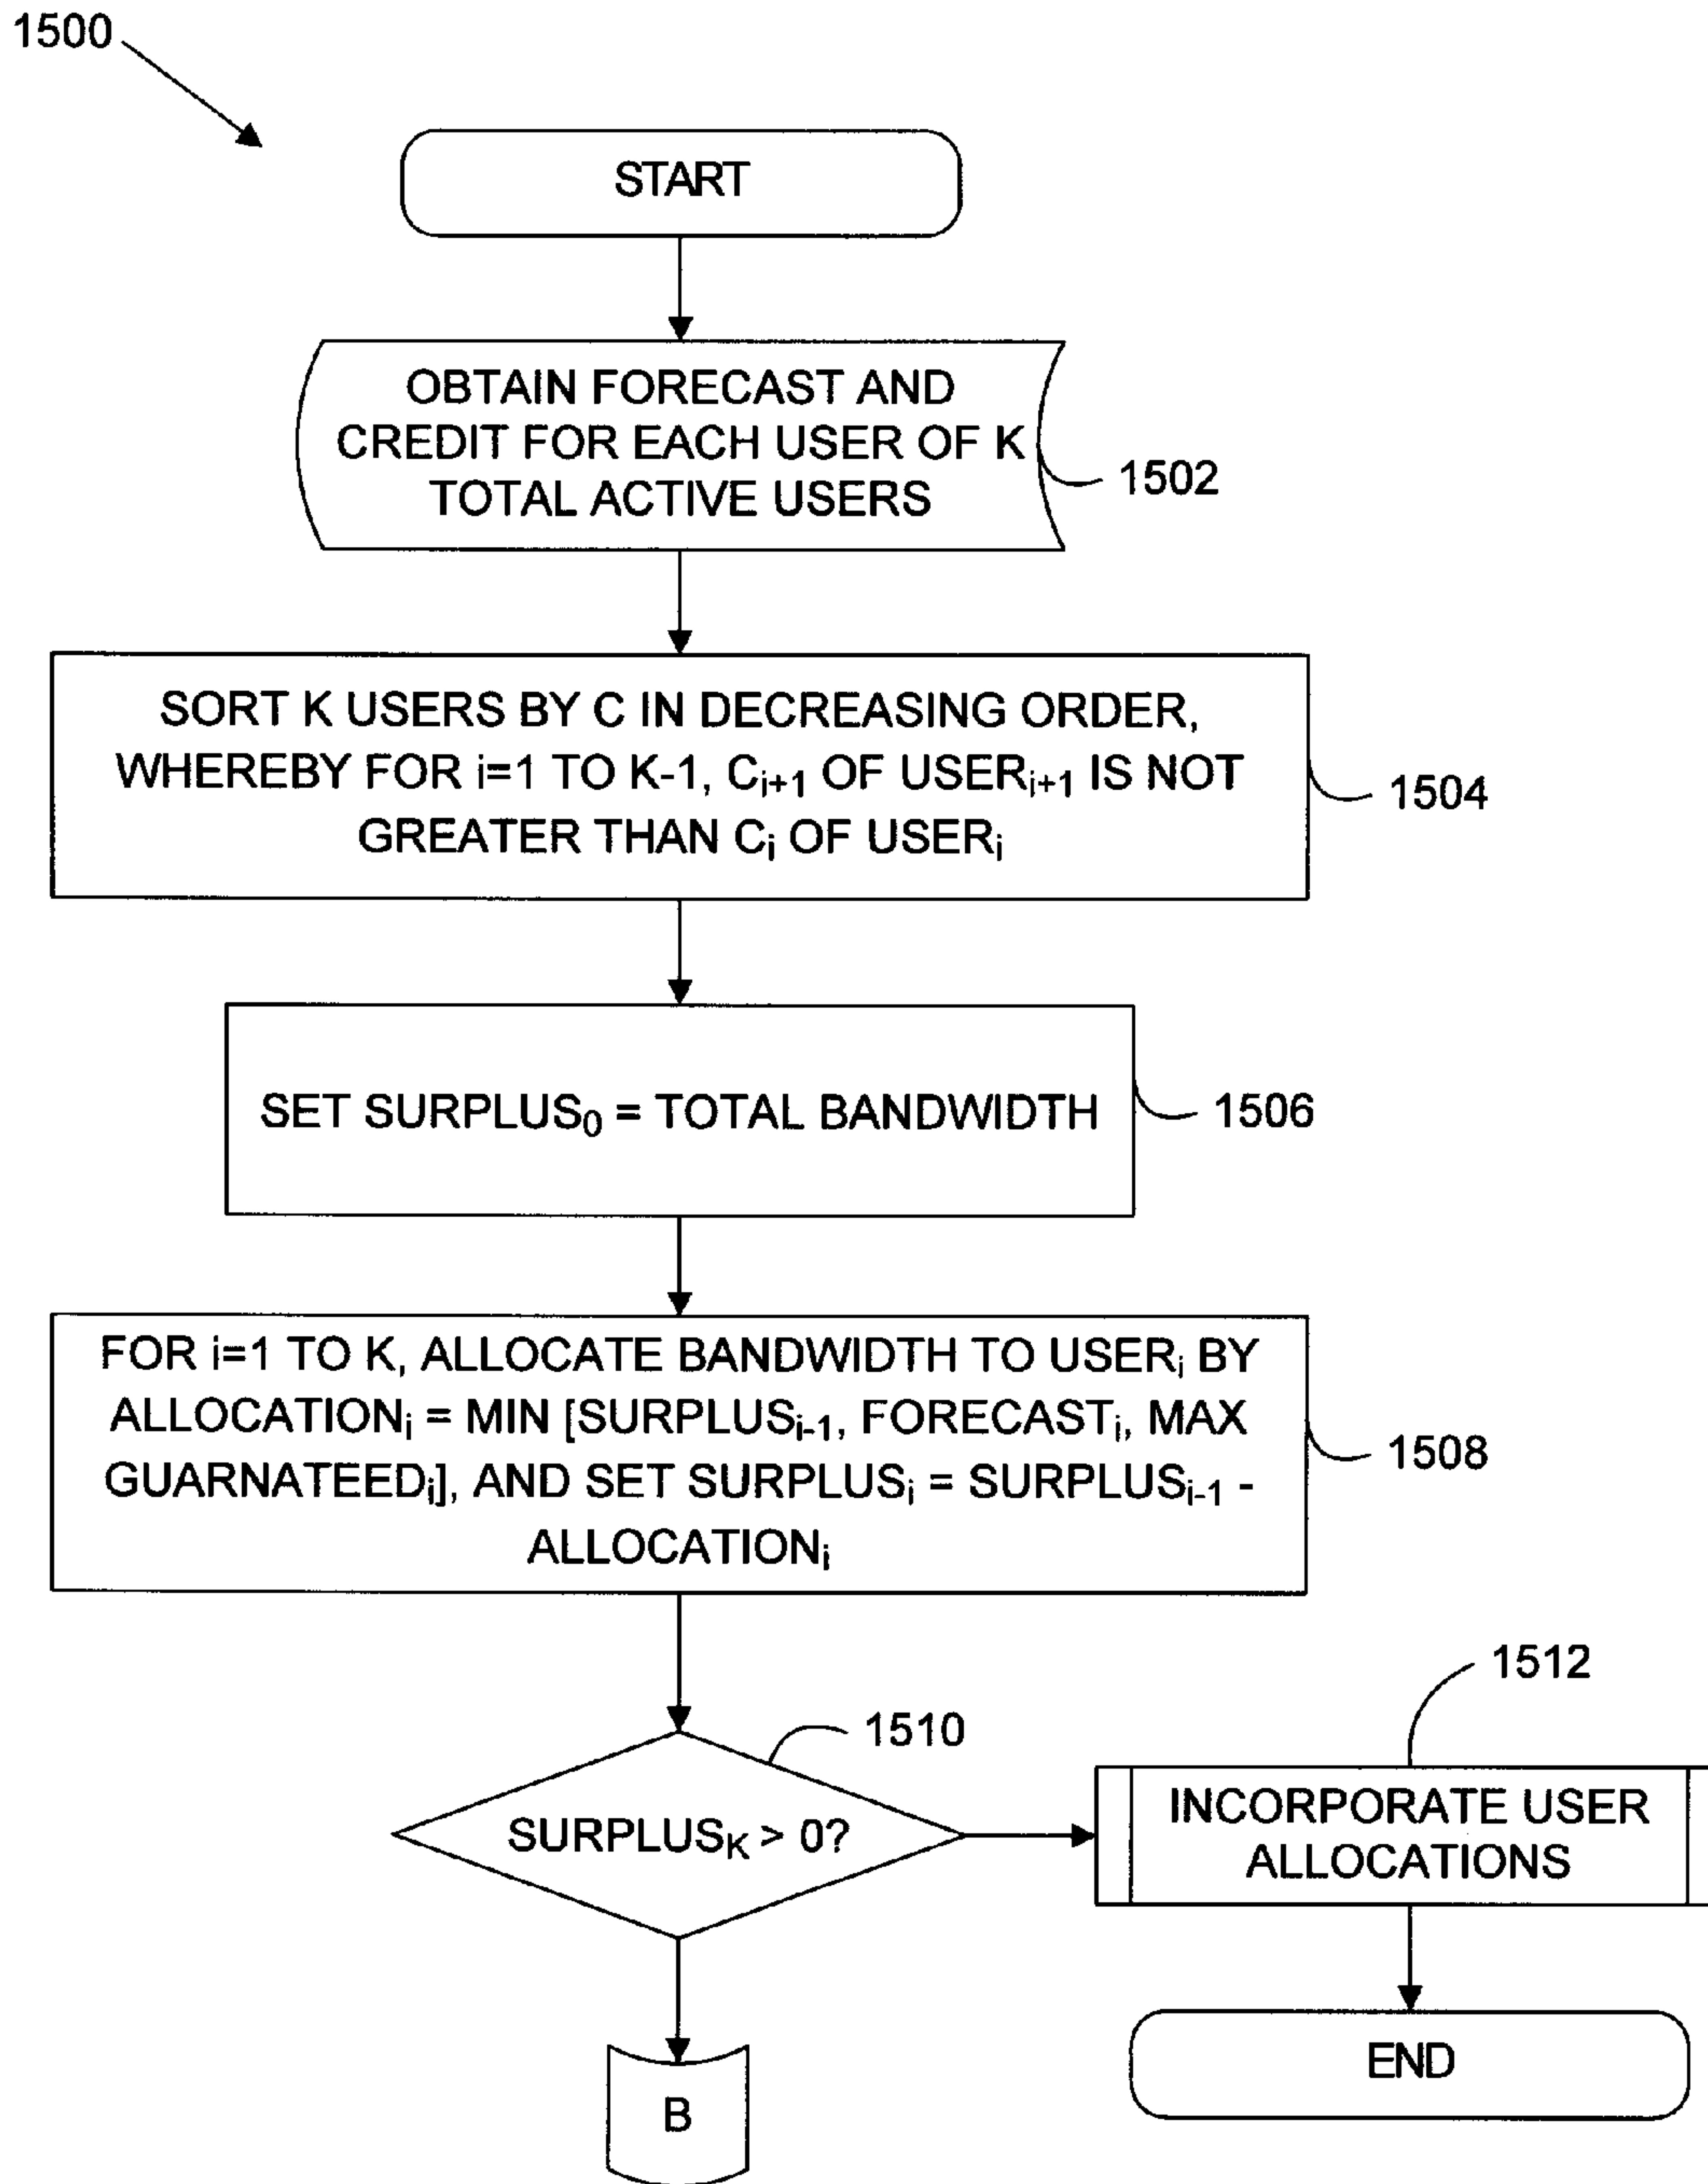 1500
START
OBTAIN FORECAST AND
CREDIT FOR EACH USER OF K
TOTAL ACTIVE USERS
1502
SORT K USERS BY C IN DECREASING ORDER,
WHEREBY FOR i=1 TO K-1, Cᵢ₊₁ OF USERᵢ₊₁ IS NOT
GREATER THAN Cᵢ OF USERᵢ
1504
SET SURPLUS₀ = TOTAL BANDWIDTH
1506
FOR i=1 TO K, ALLOCATE BANDWIDTH TO USERᵢ BY
ALLOCATIONᵢ = MIN [SURPLUSᵢ₋₁, FORECASTᵢ, MAX
GUARNATEEDᵢ], AND SET SURPLUSᵢ = SURPLUSᵢ₋₁ -
ALLOCATIONᵢ
1508
1510
SURPLUSK > 0?
1512
INCORPORATE USER
ALLOCATIONS
END
B